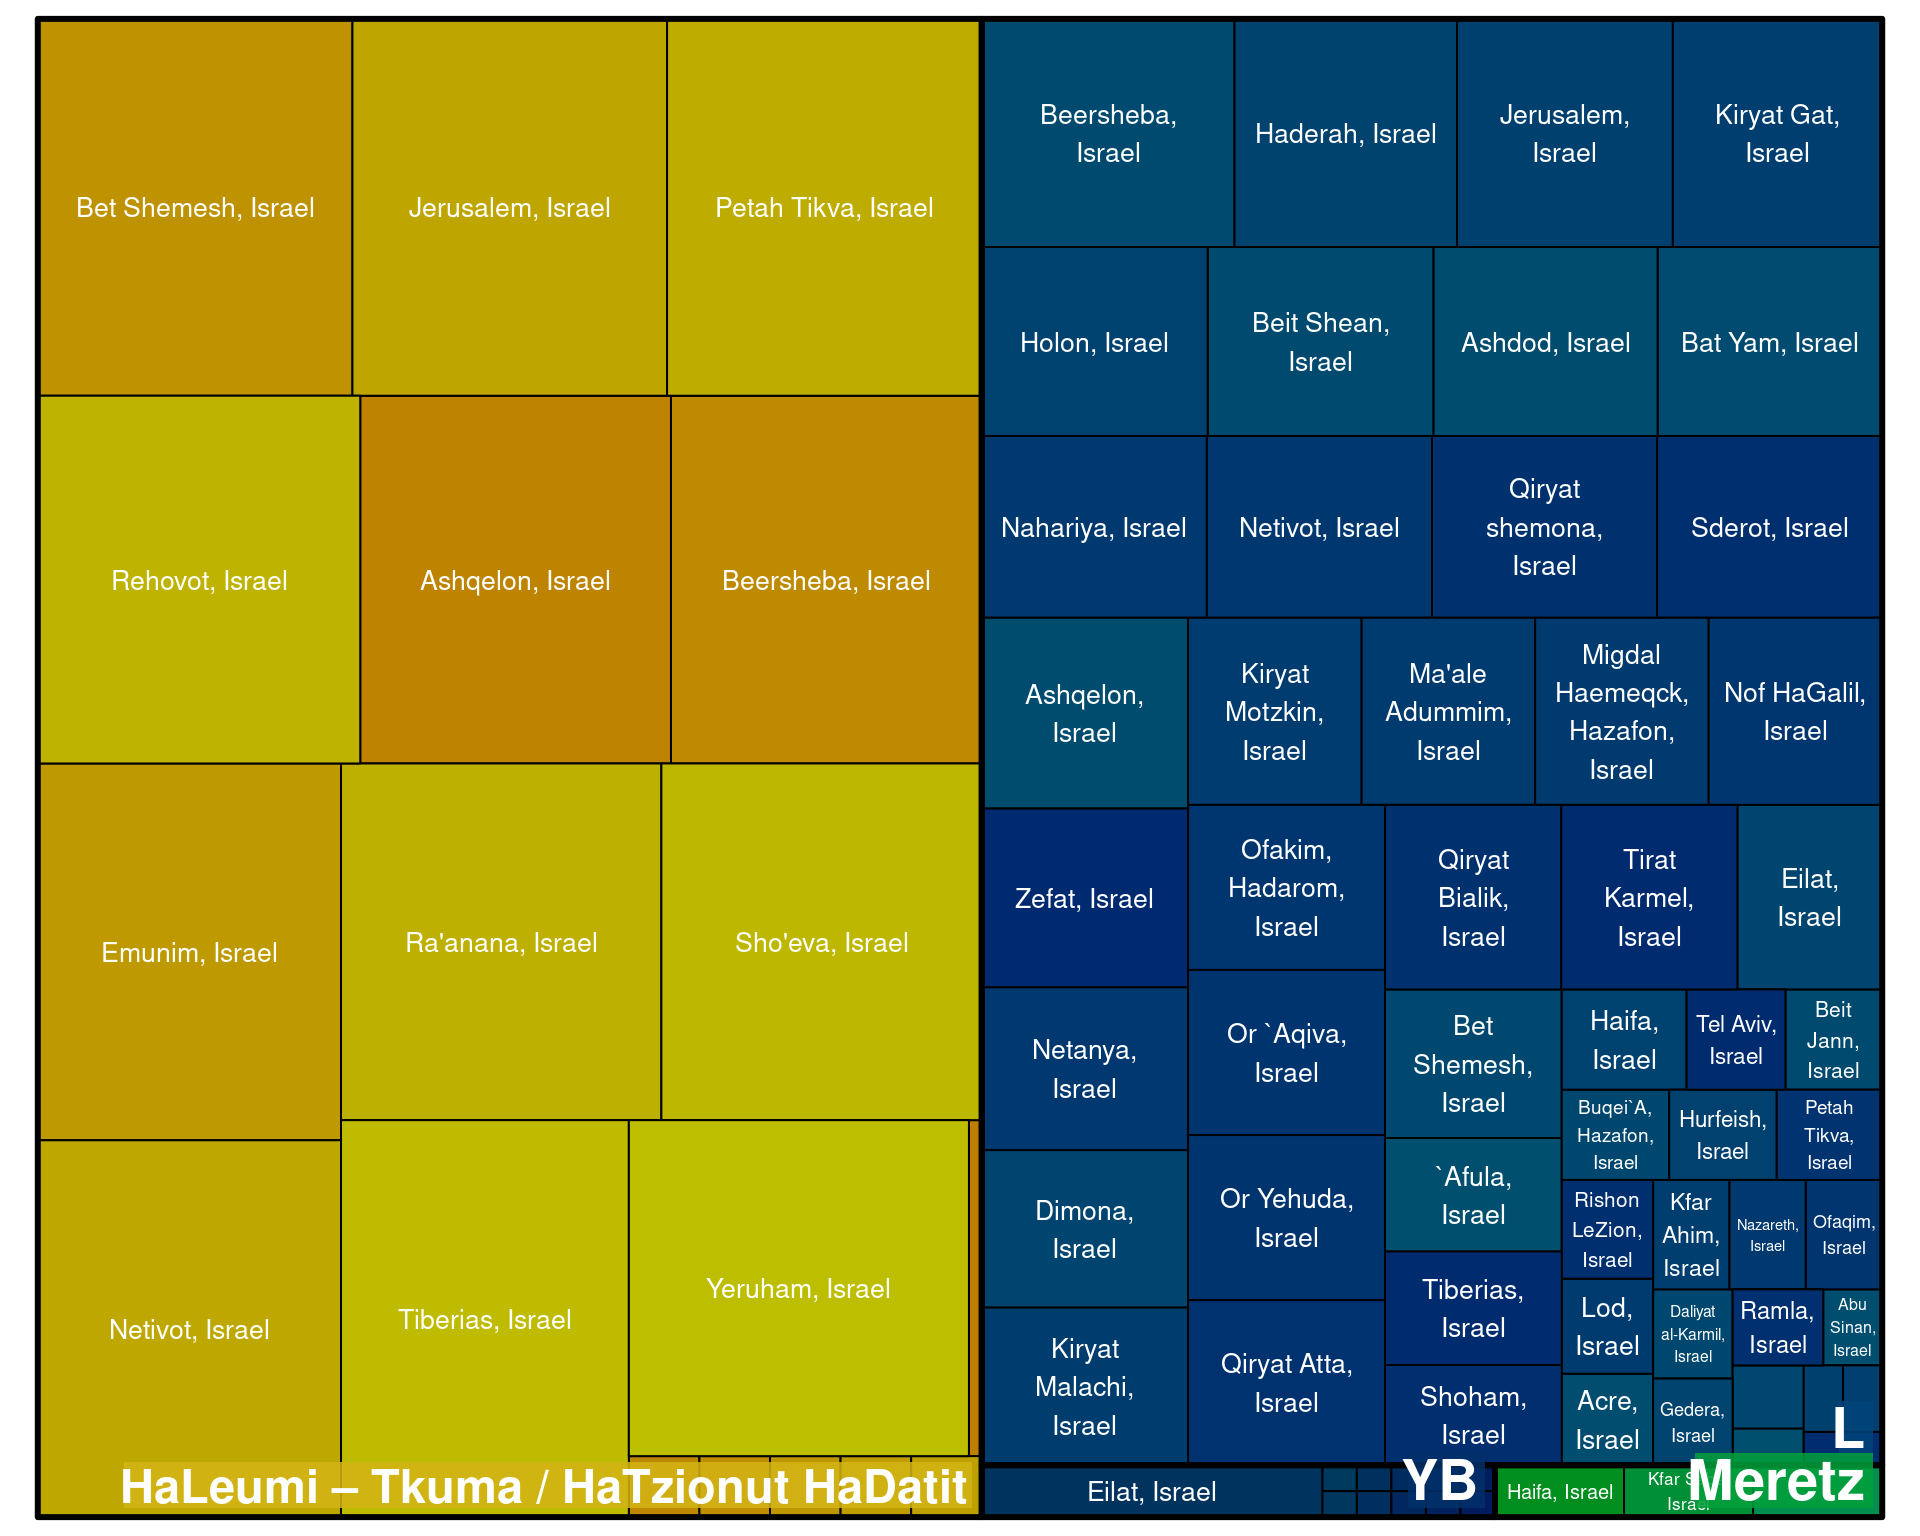 Bet Shemesh, Israel
Jerusalem, Israel
Petah Tikva, Israel
Rehovot, Israel
Ashqelon, Israel
Beersheba, Israel
Emunim, Israel
Ra'anana, Israel
Sho'eva, Israel
Netivot, Israel
Tiberias, Israel
Yeruham, Israel
HaLeumi – Tkuma / HaTzionut HaDatit
Beersheba,
Israel
Haderah, Israel
Jerusalem,
Israel
Kiryat Gat,
Israel
Holon, Israel
Beit Shean,
Israel
Ashdod, Israel
Bat Yam, Israel
Nahariya, Israel
Netivot, Israel
Qiryat
shemona,
Israel
Sderot, Israel
Ashqelon,
Israel
Kiryat
Motzkin,
Israel
Ma'ale
Adummim,
Israel
Migdal
Haemeqck,
Hazafon,
Israel
Nof HaGalil,
Israel
Zefat, Israel
Ofakim,
Hadarom,
Israel
Qiryat
Bialik,
Israel
Tirat
Karmel,
Israel
Eilat,
Israel
Netanya,
Israel
Or `Aqiva,
Israel
Bet
Shemesh,
Israel
Haifa,
Israel
Tel Aviv,
Israel
Beit
Jann,
Israel
Buqei`A,
Hazafon,
Israel
Hurfeish,
Israel
Petah
Tikva,
Israel
Dimona,
Israel
Or Yehuda,
Israel
`Afula,
Israel
Rishon
LeZion,
Israel
Kfar
Ahim,
Israel
Nazareth,
Israel
Ofaqim,
Israel
Kiryat
Malachi,
Israel
Qiryat Atta,
Israel
Tiberias,
Israel
Lod,
Israel
Daliyat
al-Karmil,
Israel
Ramla,
Israel
Abu
Sinan,
Israel
Shoham,
Israel
Acre,
Israel
Gedera,
Israel
L
Eilat, Israel
YB
Haifa, Israel
Kfar
Israel
Meretz